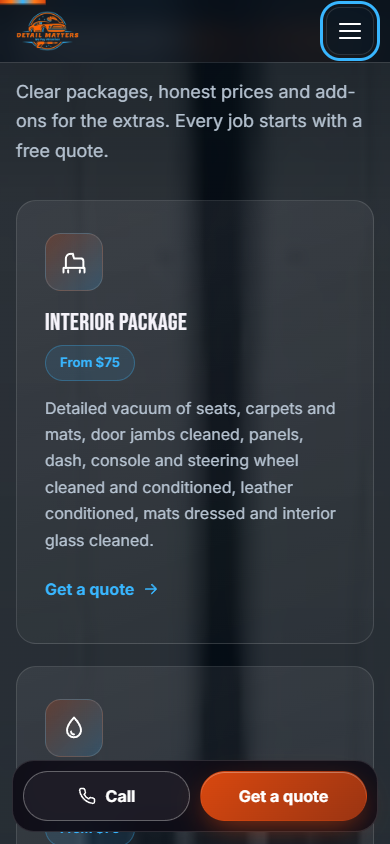 DETAIL MATTERS
Clear packages, honest prices and add-
ons for the extras. Every job starts with a
free quote.
INTERIOR PACKAGE
From $75
Detailed vacuum of seats, carpets and
mats, door jambs cleaned, panels,
dash, console and steering wheel
cleaned and conditioned, leather
conditioned, mats dressed and interior
glass cleaned.
Get a quote →
Call
Get a quote